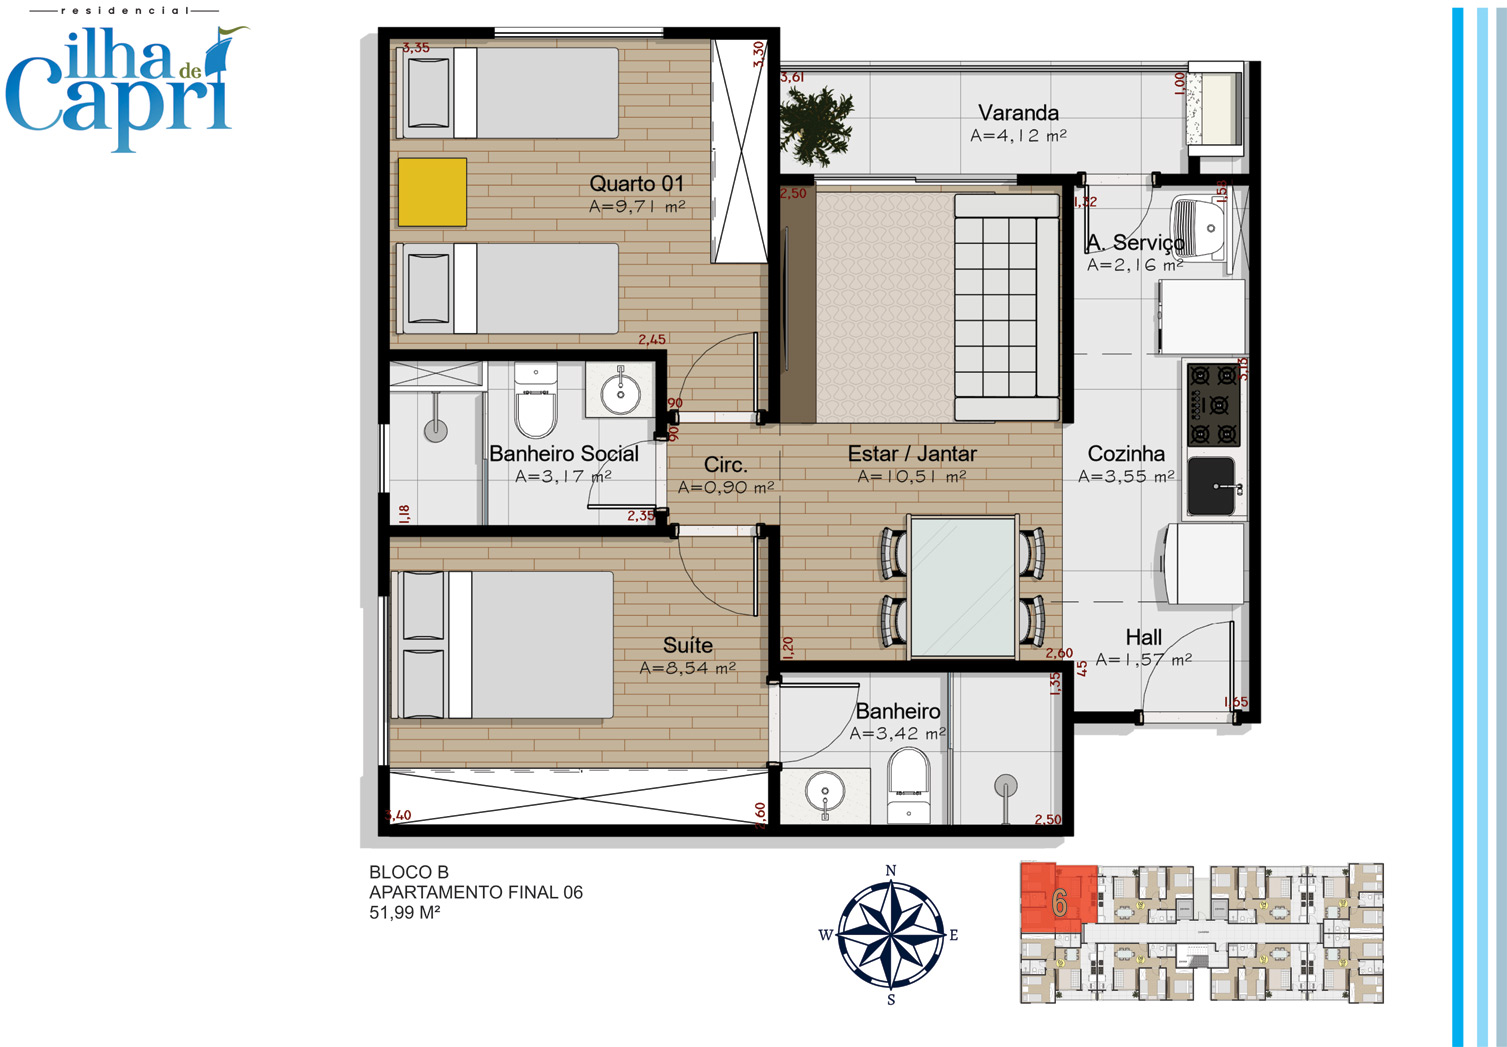 residencial
ilha de
Capri
3,35
3,30
3,61
1,00
Varanda
A=4,12 m²
Quarto 01
A=9,71 m²
2,50
1,32
1,53
A. Serviço
A=2,16 m²
2,45
3,13
90
90
Banheiro Social
A=3,17 m²
Circ.
A=0,90 m²
Estar / Jantar
A=10,51 m²
Cozinha
A=3,55 m²
1,18
2,35
Suíte
A=8,54 m²
1,20
2,60
Hall
A=1,57 m²
45
1,35
1,65
Banheiro
A=3,42 m²
3,40
2,60
2,50
BLOCO B
APARTAMENTO FINAL 06
51,99 M²
N
W
E
S
6